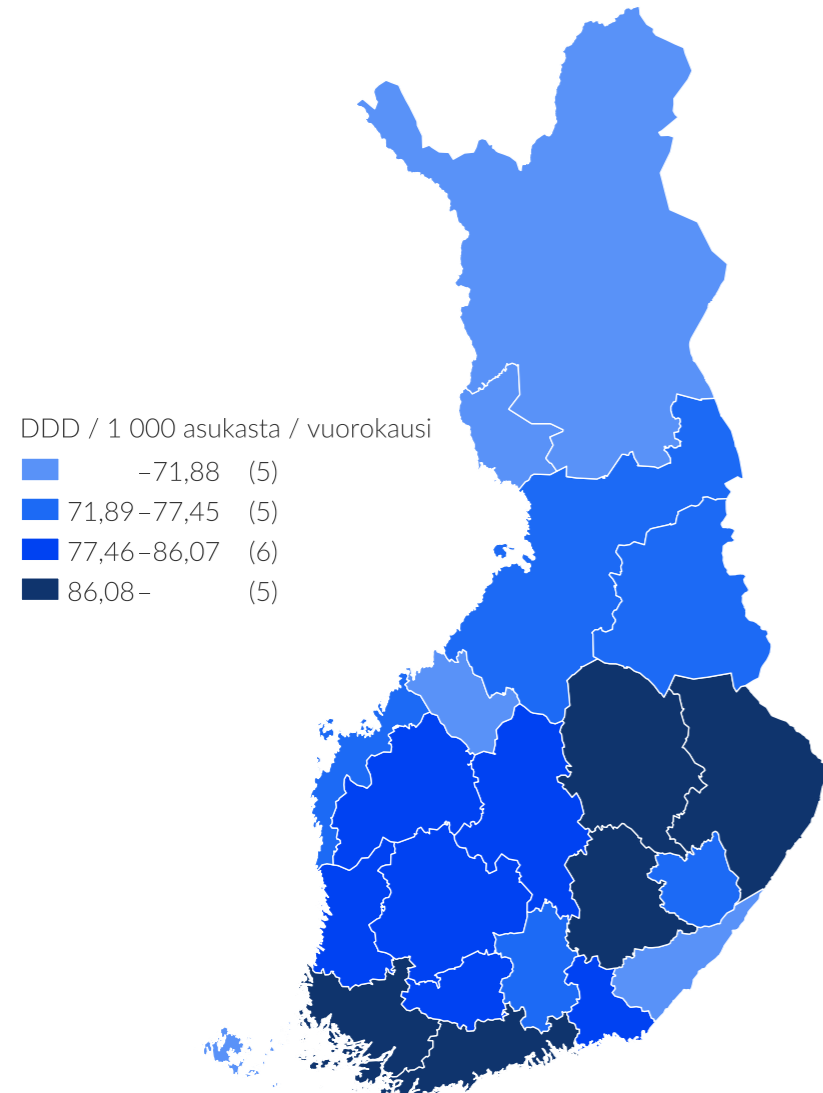 DDD / 1 000 asukasta / vuorokausi
–71,88 (5)
71,89–77,45 (5)
77,46–86,07 (6)
86,08– (5)